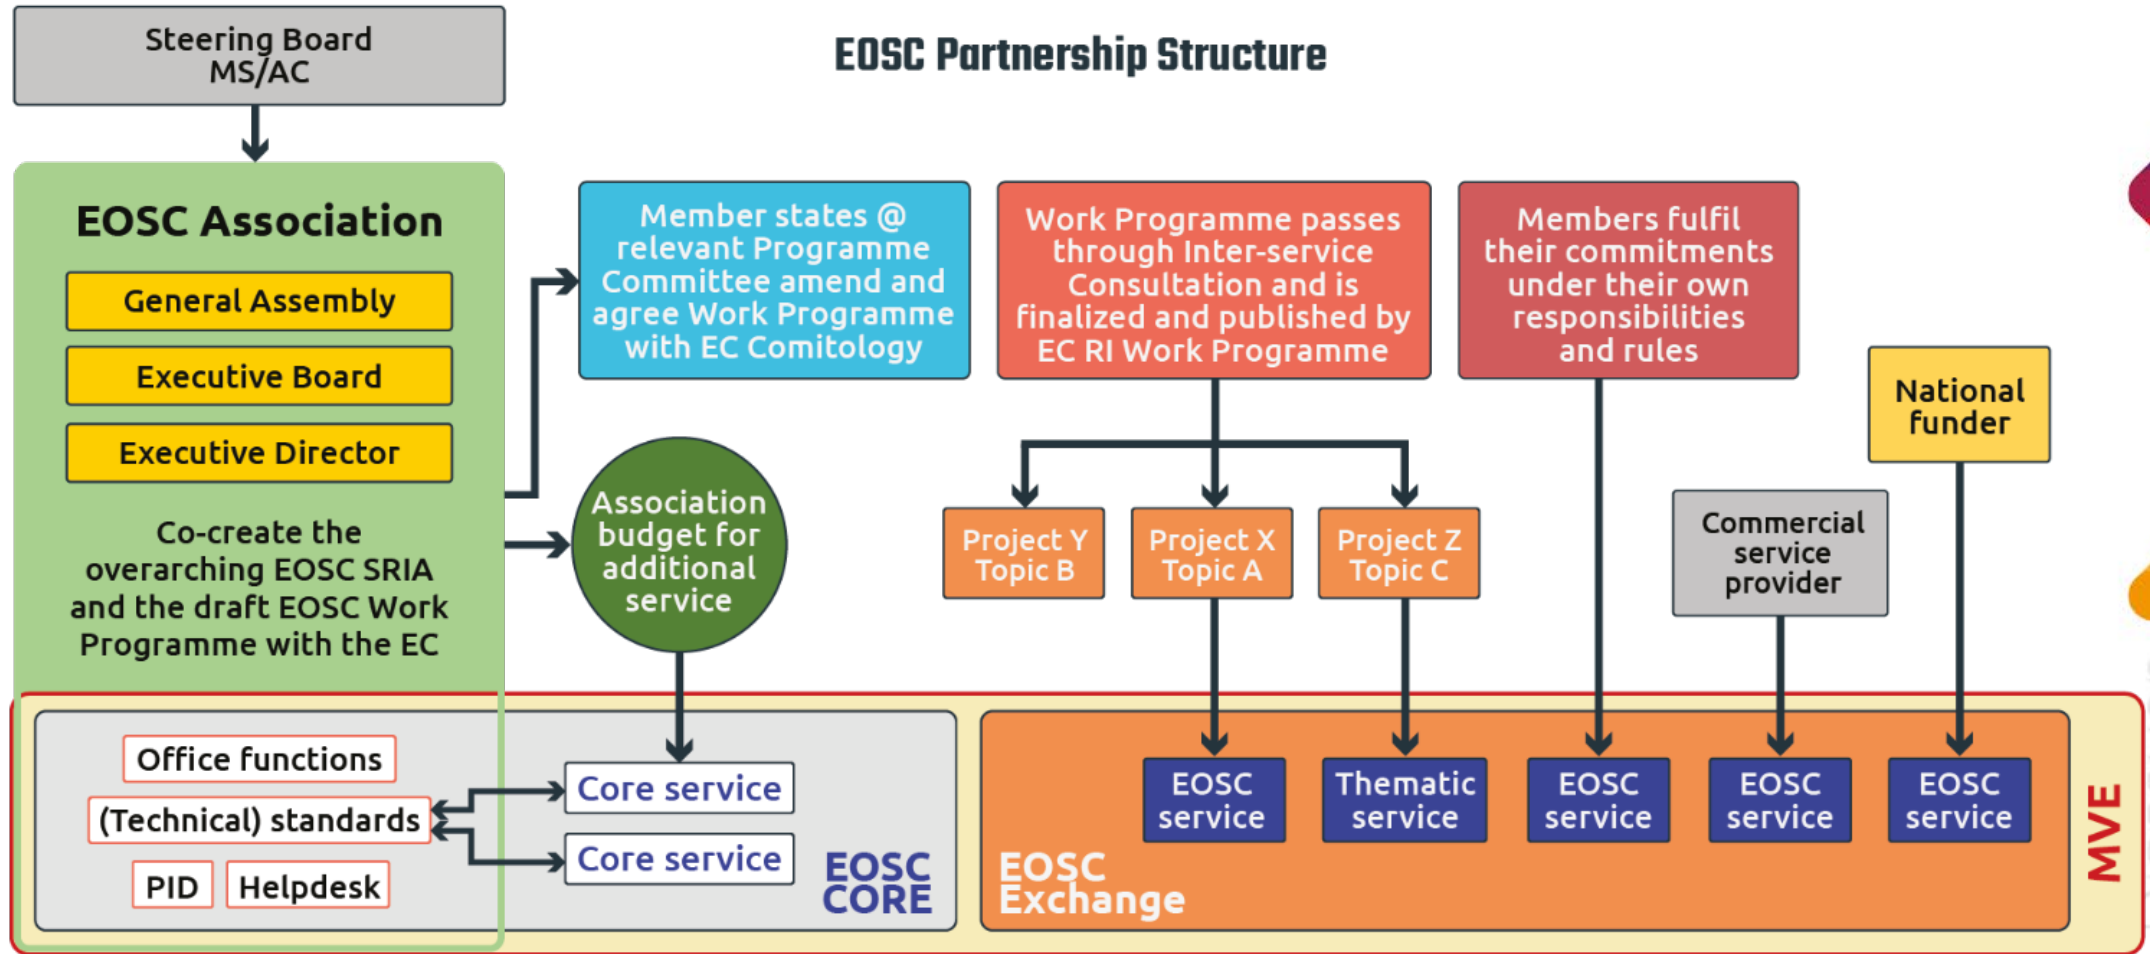 Steering Board
MS/AC
EOSC Partnership Structure
EOSC Association
General Assembly
Executive Board
Executive Director
Co-create the
overarching EOSC SRIA
and the draft EOSC Work
Programme with the EC
Member states @
relevant Programme
Committee amend and
agree Work Programme
with EC Comitology
Work Programme passes
through Inter-service
Consultation and is
finalized and published by
EC RI Work Programme
Members fulfil
their commitments
under their own
responsibilities
and rules
National
funder
Association
budget for
additional
service
Project Y
Topic B
Project X
Topic A
Project Z
Topic C
Commercial
service
provider
Office functions
(Technical) standards
PID
Helpdesk
Core service
Core service
EOSC
CORE
EOSC
Exchange
EOSC
service
Thematic
service
EOSC
service
EOSC
service
EOSC
service
MVE